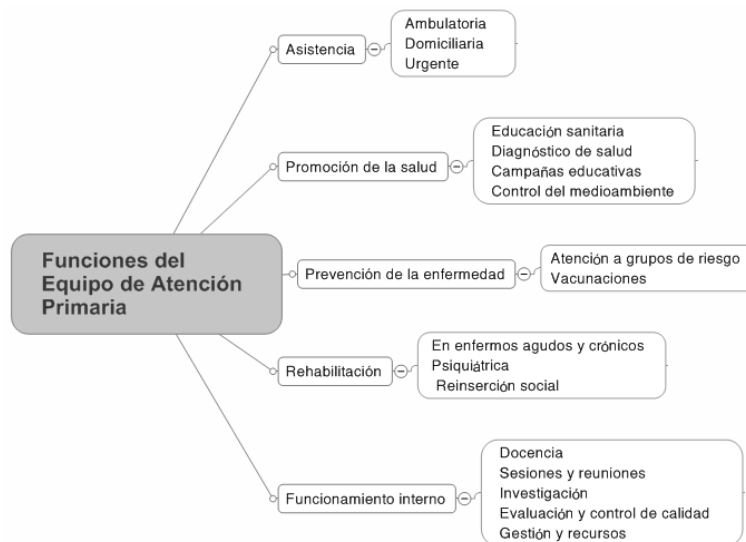 Funciones del
Equipo de Atención
Primaria
Asistencia
Ambulatoria
Domiciliaria
Urgente
Promoción de la salud
Educación sanitaria
Diagnóstico de salud
Campañas educativas
Control del medioambiente
Prevención de la enfermedad
Atención a grupos de riesgo
Vacunaciones
Rehabilitación
En enfermos agudos y crónicos
Psiquiátrica
Reinserción social
Funcionamiento interno
Docencia
Sesiones y reuniones
Investigación
Evaluación y control de calidad
Gestión y recursos